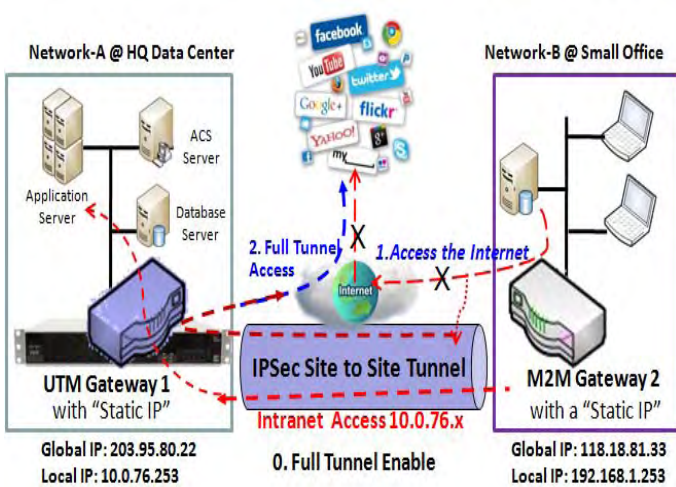 Network-A @ HQ Data Center
Network-B @ Small Office
facebook
YouTube
twitter
Google+
flickr
YAHOO!
g+
my
ACS
Server
Application
Server
Database
Server
2. Full Tunnel
Access
1.Access the Internet
X
X
Internet
IPSec Site to Site Tunnel
UTM Gateway 1
with "Static IP"
M2M Gateway 2
with a "Static IP"
Intranet Access 10.0.76.x
Global IP: 203.95.80.22
Local IP: 10.0.76.253
0. Full Tunnel Enable
Global IP: 118.18.81.33
Local IP: 192.168.1.253